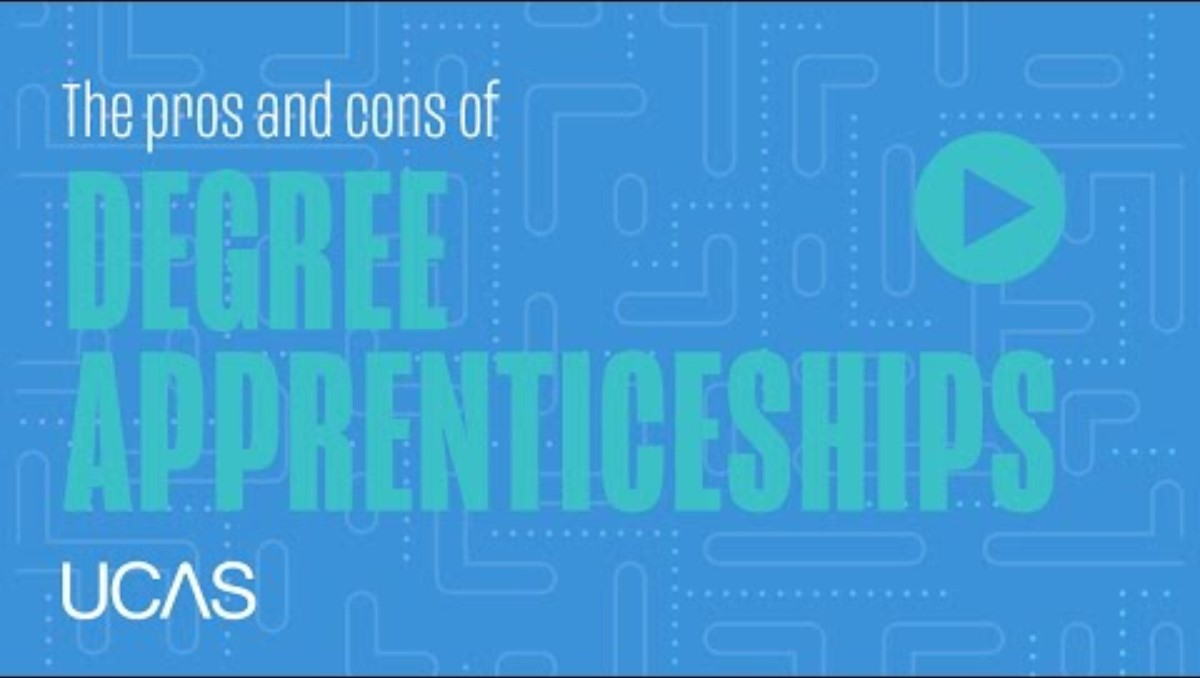 The pros and cons of
DEGREE
APPRENTICESHIPS
UCAS